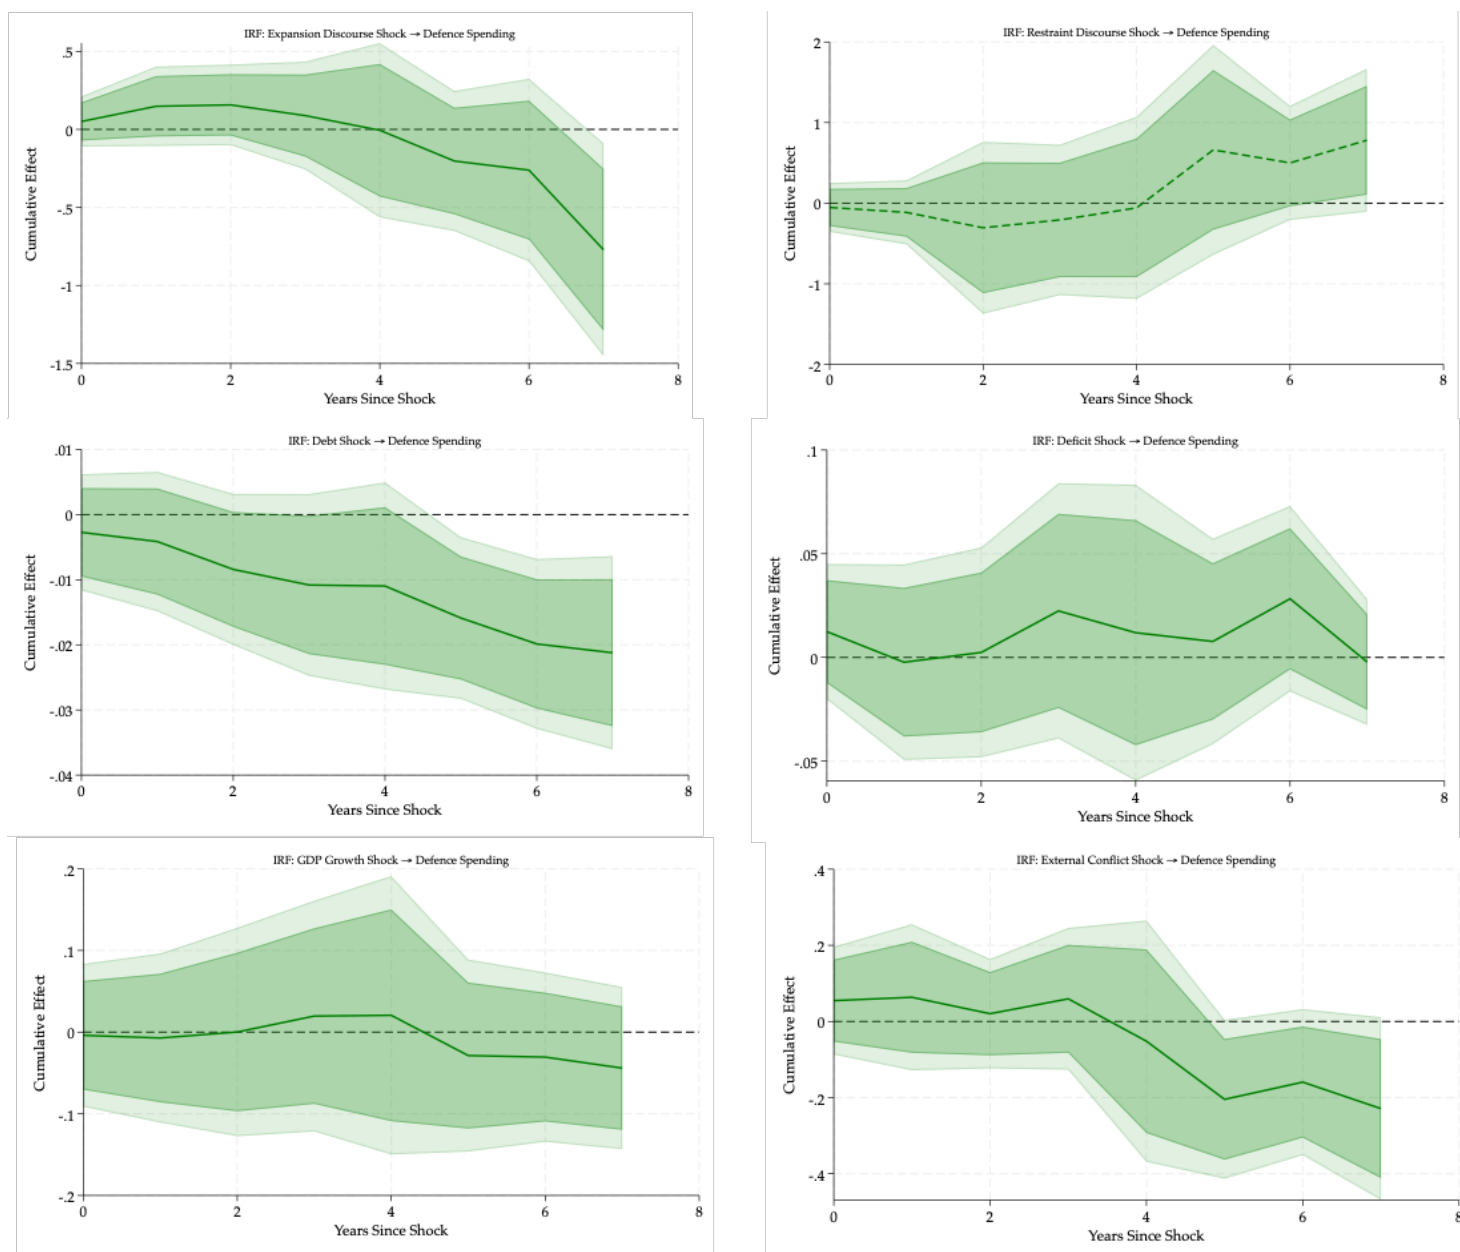 IRF: Expansion Discourse Shock → Defence Spending
.5
0
-.5
-1
-1.5
Cumulative Effect
0 2 4 6 8
Years Since Shock
IRF: Restraint Discourse Shock → Defence Spending
2
1
0
-1
-2
Cumulative Effect
0 2 4 6 8
Years Since Shock
IRF: Debt Shock → Defence Spending
.01
0
-.01
-.02
-.03
-.04
Cumulative Effect
0 2 4 6 8
Years Since Shock
IRF: Deficit Shock → Defence Spending
.1
.05
0
-.05
Cumulative Effect
0 2 4 6 8
Years Since Shock
IRF: GDP Growth Shock → Defence Spending
.2
.1
0
-.1
-.2
Cumulative Effect
0 2 4 6 8
Years Since Shock
IRF: External Conflict Shock → Defence Spending
.4
.2
0
-.2
-.4
Cumulative Effect
0 2 4 6 8
Years Since Shock